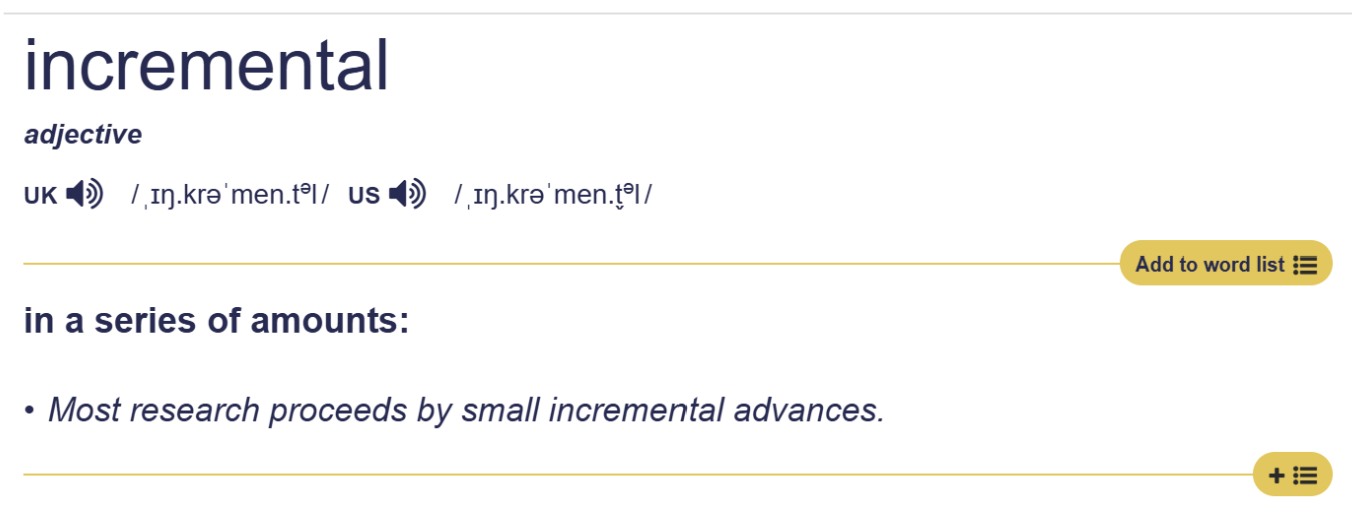 incremental
adjective
UK /ˌɪŋ.krəˈmen.tᵊl/ US /ˌɪŋ.krəˈmen.t̬ᵊl/
Add to word list
in a series of amounts:
• Most research proceeds by small incremental advances.
+